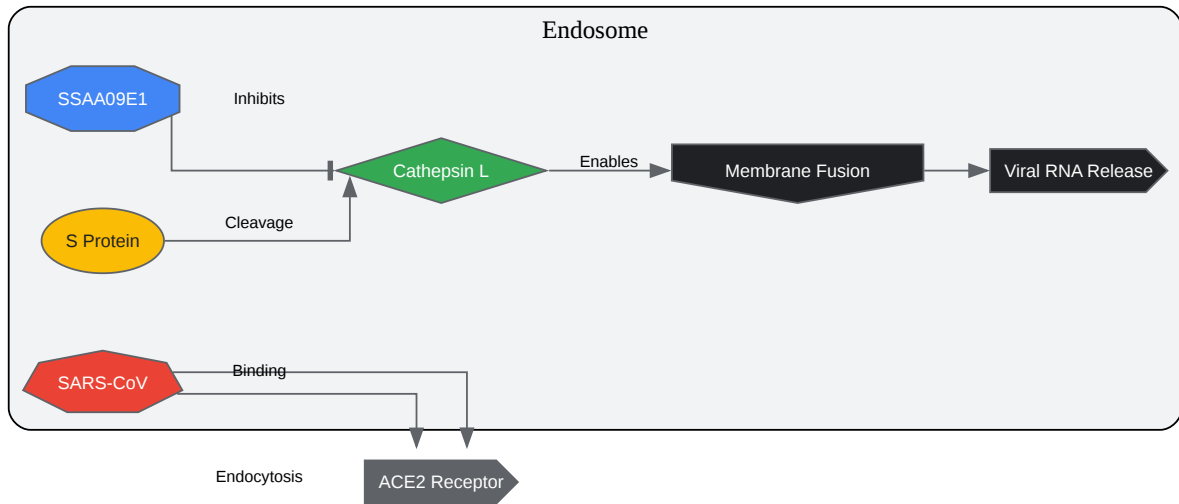 Endosome
SSAA09E1
Inhibits
Cathepsin L
Enables
Membrane Fusion
Viral RNA Release
S Protein
Cleavage
SARS-CoV
Binding
Endocytosis
ACE2 Receptor